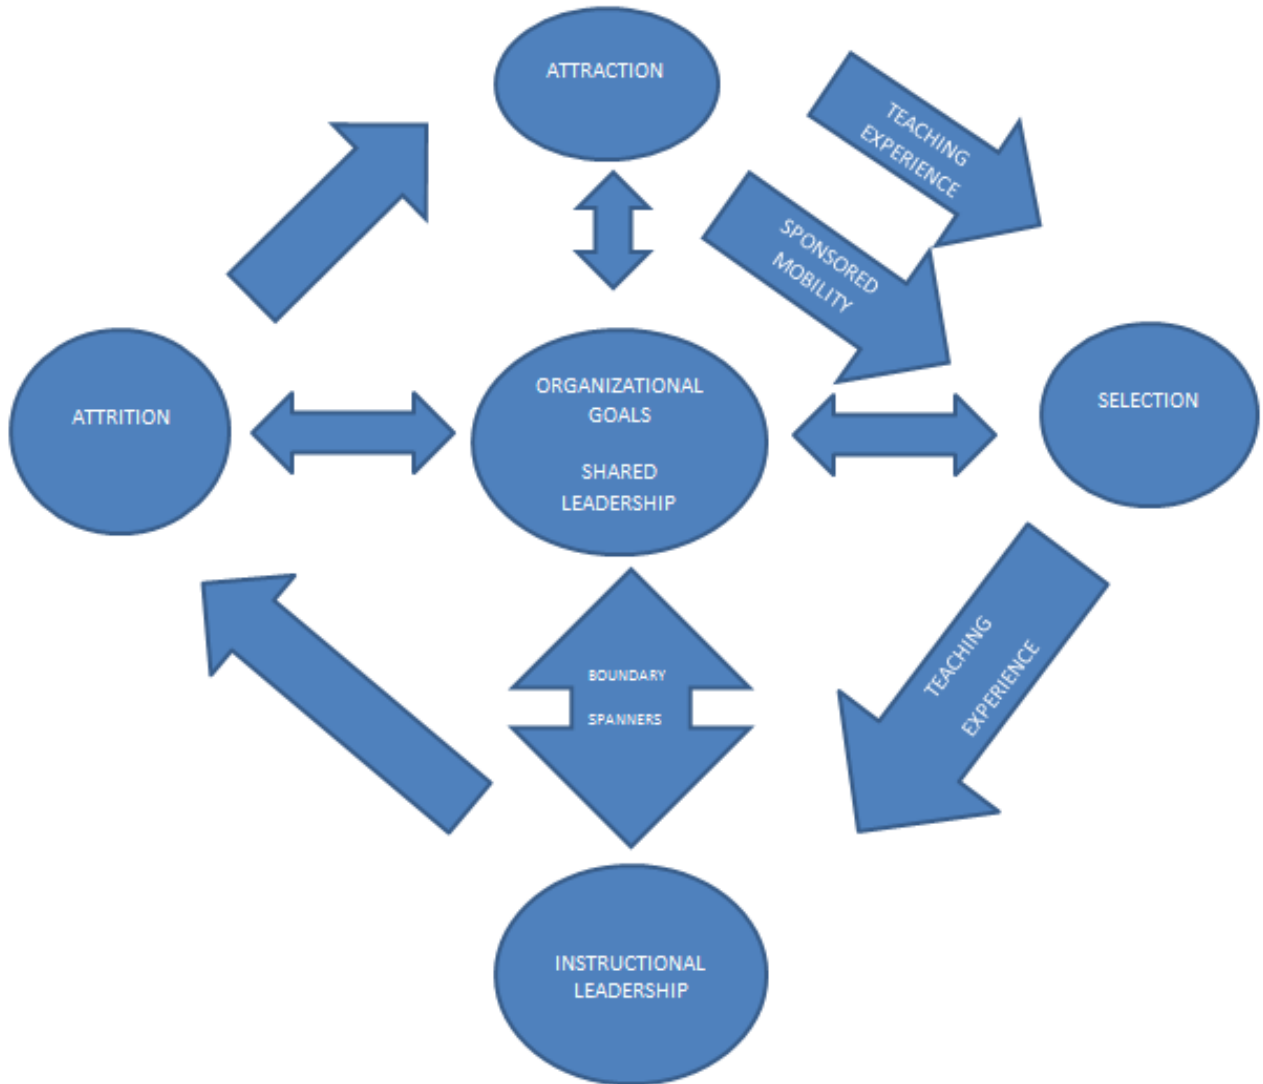 ATTRACTION
TEACHING
EXPERIENCE
SPONSORED
MOBILITY
ATTRITION
ORGANIZATIONAL
GOALS
SHARED
LEADERSHIP
SELECTION
BOUNDARY
SPANNERS
TEACHING
EXPERIENCE
INSTRUCTIONAL
LEADERSHIP